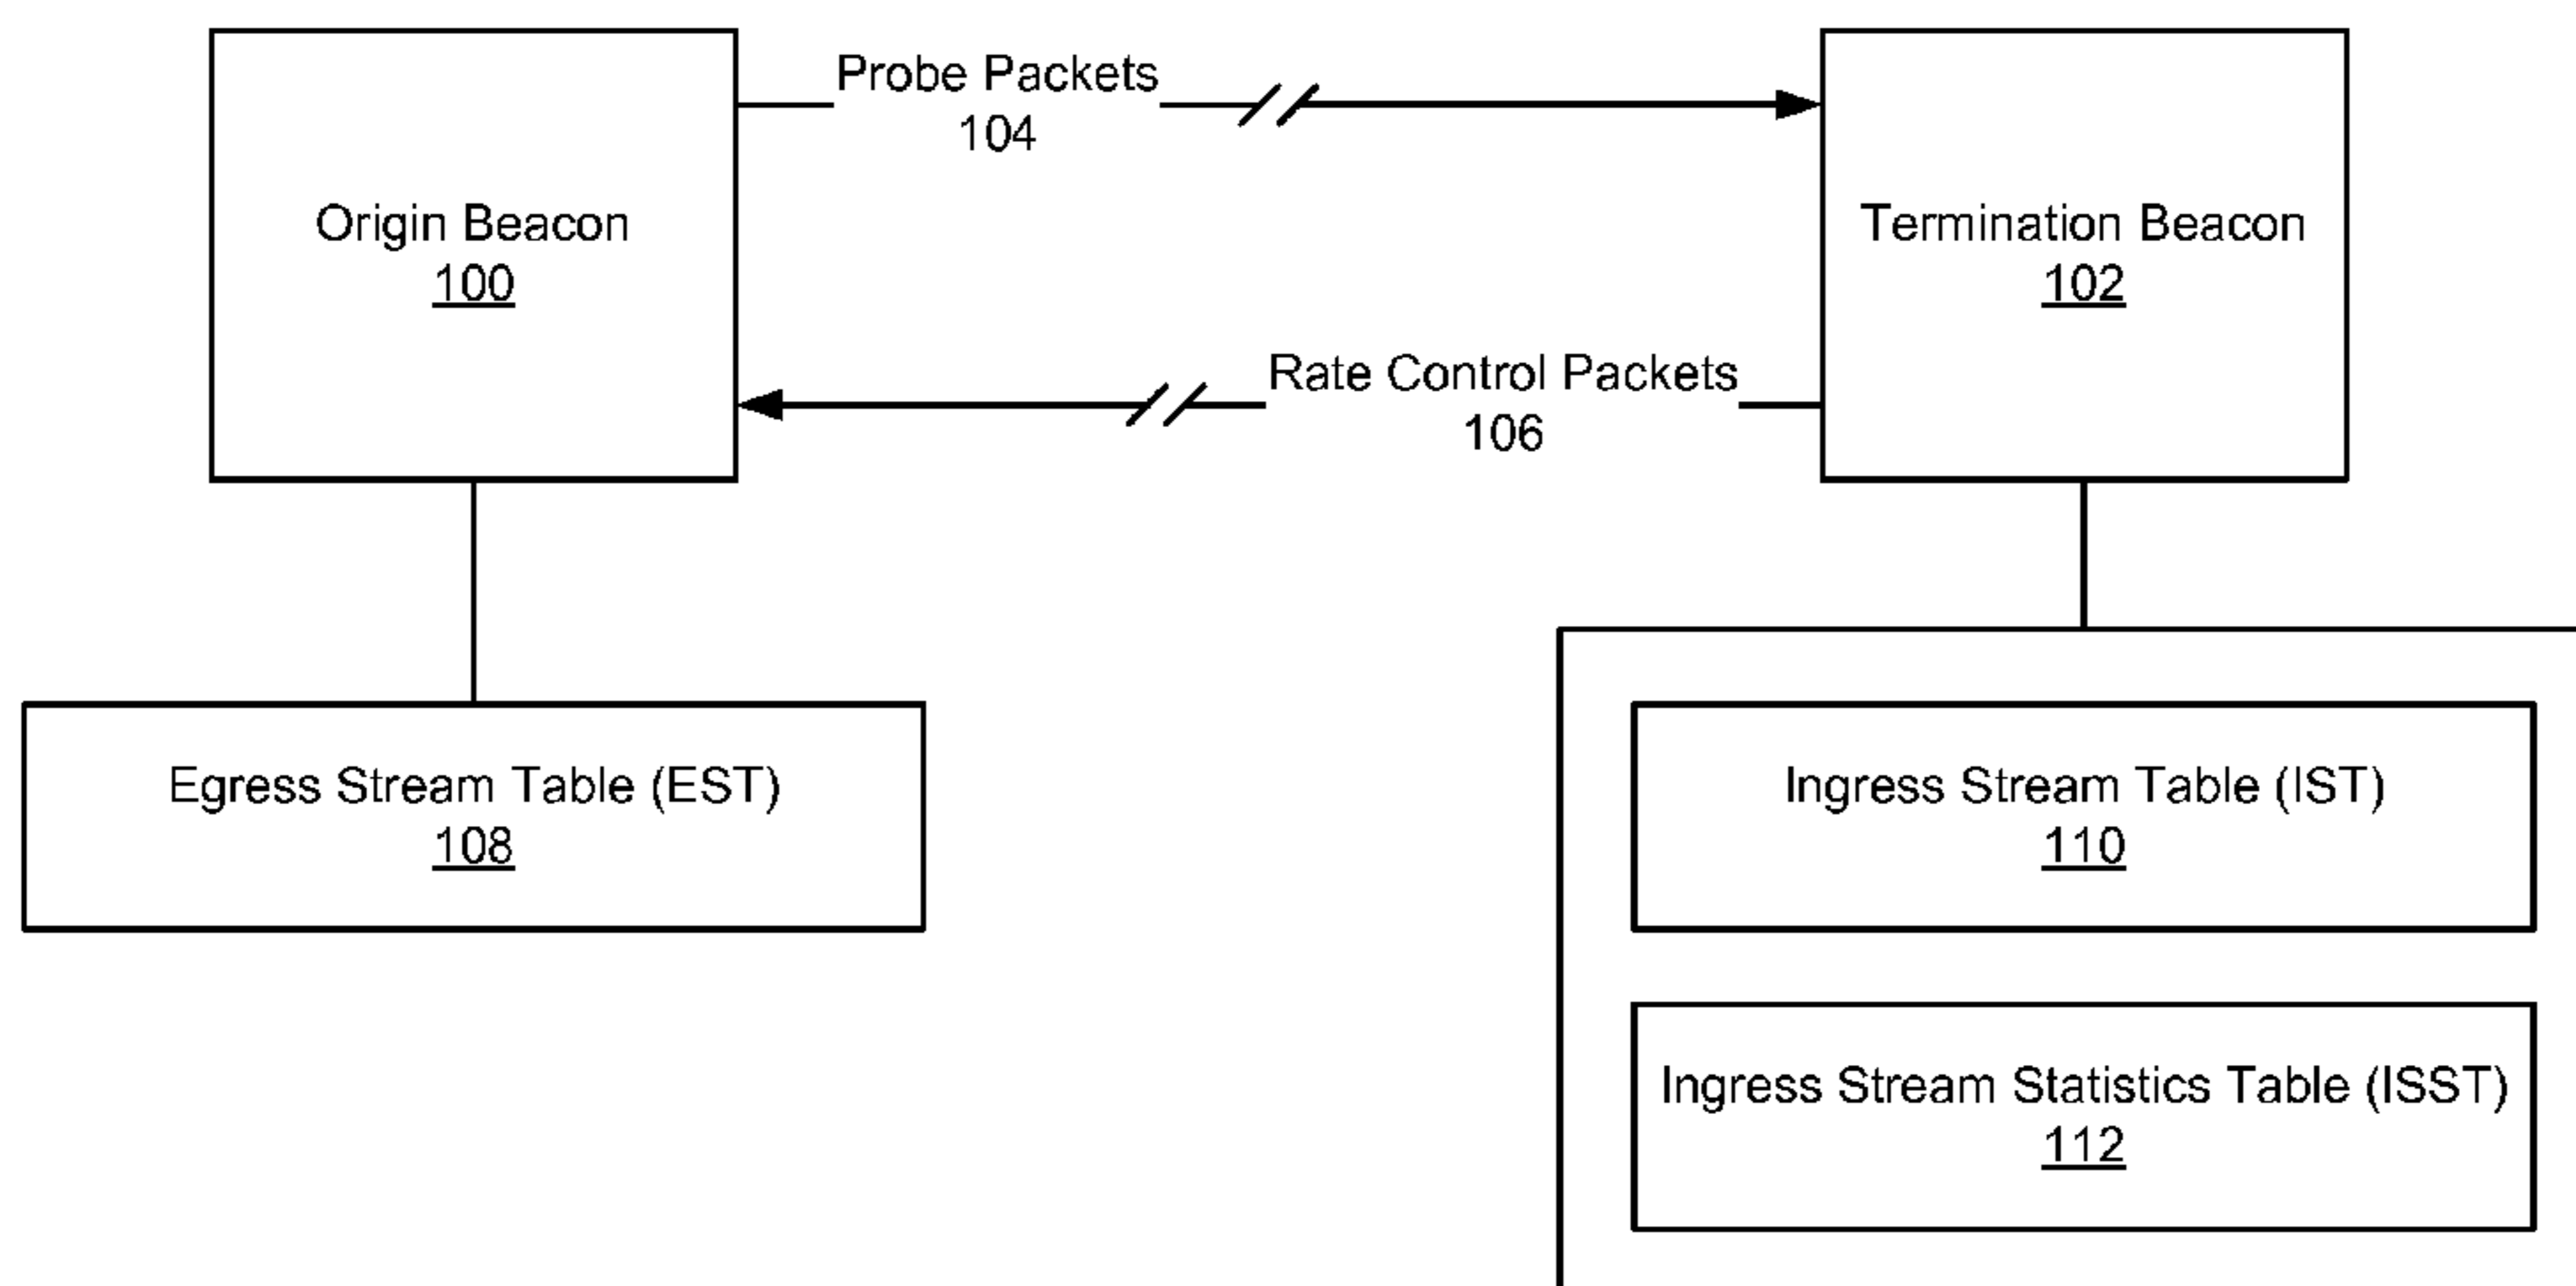 Probe Packets
104
Origin Beacon
100
Termination Beacon
102
Rate Control Packets
106
Egress Stream Table (EST)
108
Ingress Stream Table (IST)
110
Ingress Stream Statistics Table (ISST)
112